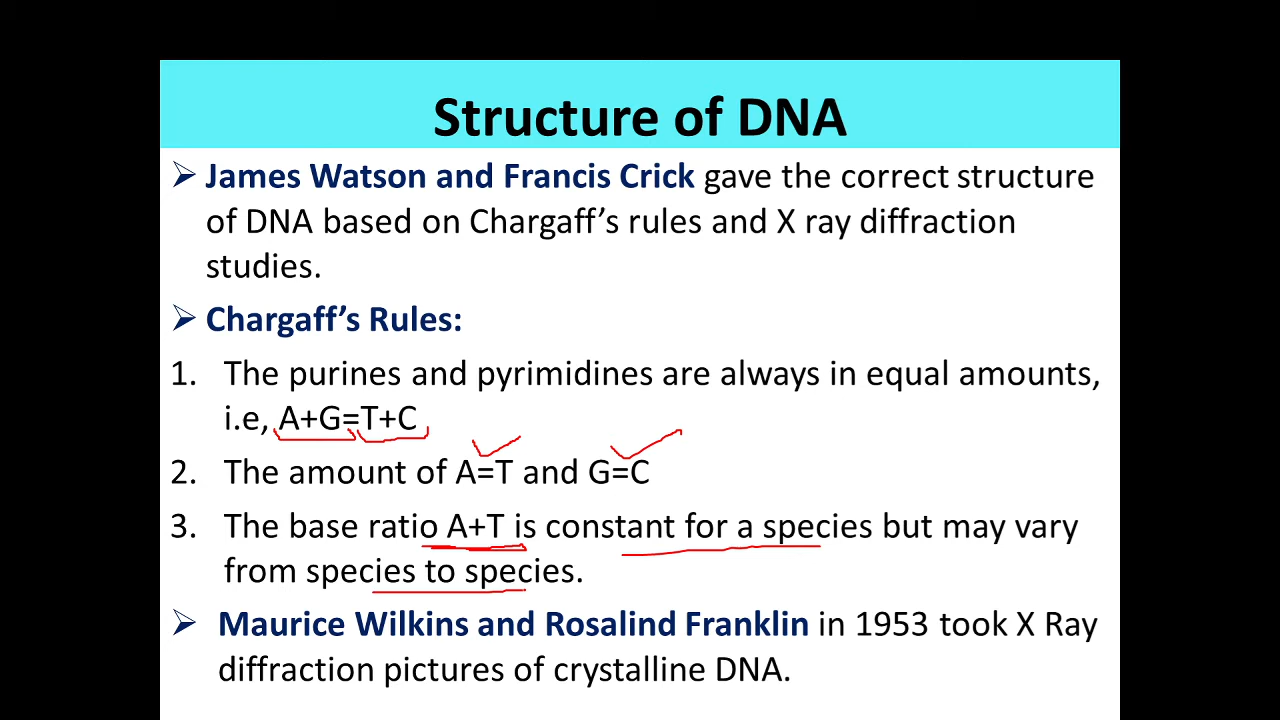 Structure of DNA
➢ James Watson and Francis Crick gave the correct structure
of DNA based on Chargaff’s rules and X ray diffraction
studies.
➢ Chargaff’s Rules:
1. The purines and pyrimidines are always in equal amounts,
i.e, A+G=T+C
2. The amount of A=T and G=C
3. The base ratio A+T is constant for a species but may vary
from species to species.
➢ Maurice Wilkins and Rosalind Franklin in 1953 took X Ray
diffraction pictures of crystalline DNA.